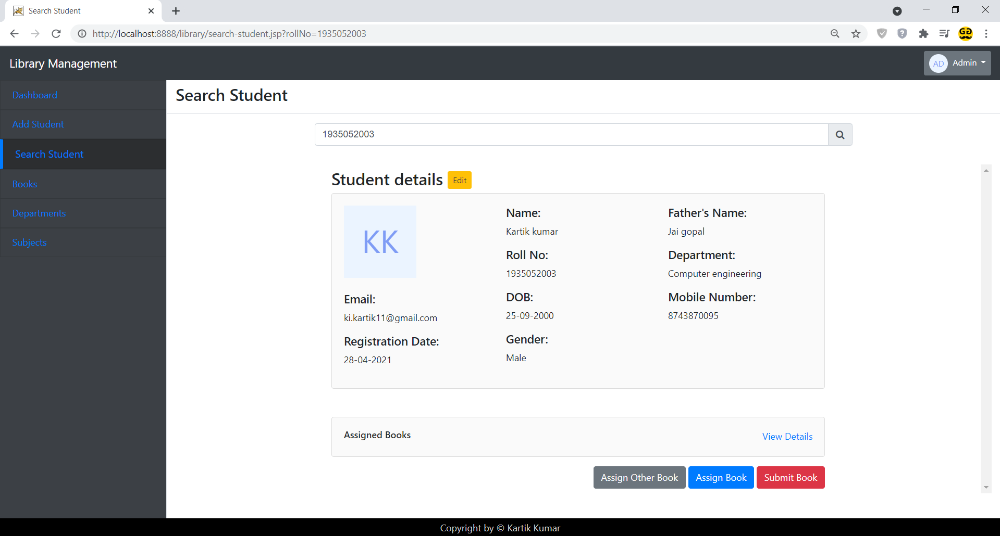 Search Student
http://localhost:8888/library/search-student.jsp?rollNo=1935052003
GG
Library Management
AD Admin
Dashboard
Add Student
Search Student
Books
Departments
Subjects
Search Student
1935052003
Student details Edit
KK
Email:
ki.kartik11@gmail.com
Registration Date:
28-04-2021
Name:
Kartik kumar
Roll No:
1935052003
DOB:
25-09-2000
Gender:
Male
Father's Name:
Jai gopal
Department:
Computer engineering
Mobile Number:
8743870095
Assigned Books
View Details
Assign Other Book Assign Book Submit Book
Copyright by © Kartik Kumar